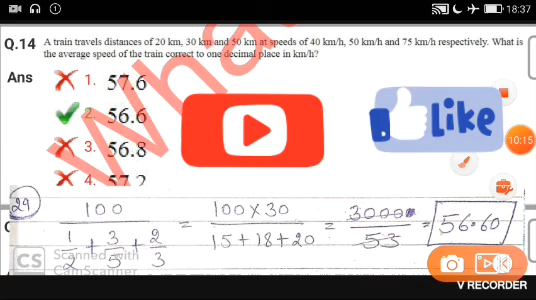 18:37
Q.14 A train travels distances of 20 km, 30 km and 50 km at speeds of 40 km/h, 50 km/h and 75 km/h respectively. What is
the average speed of the train correct to one decimal place in km/h?
Ans
1. 57.6
2. 56.6
3. 56.8
4. 57.2
What
Like
10:15
29
100 / (1/2 + 3/5 + 2/3) = 100×30 / (15+18+20) = 3000 / 53 = 56.60
CS Scanned with
CamScanner
V RECORDER